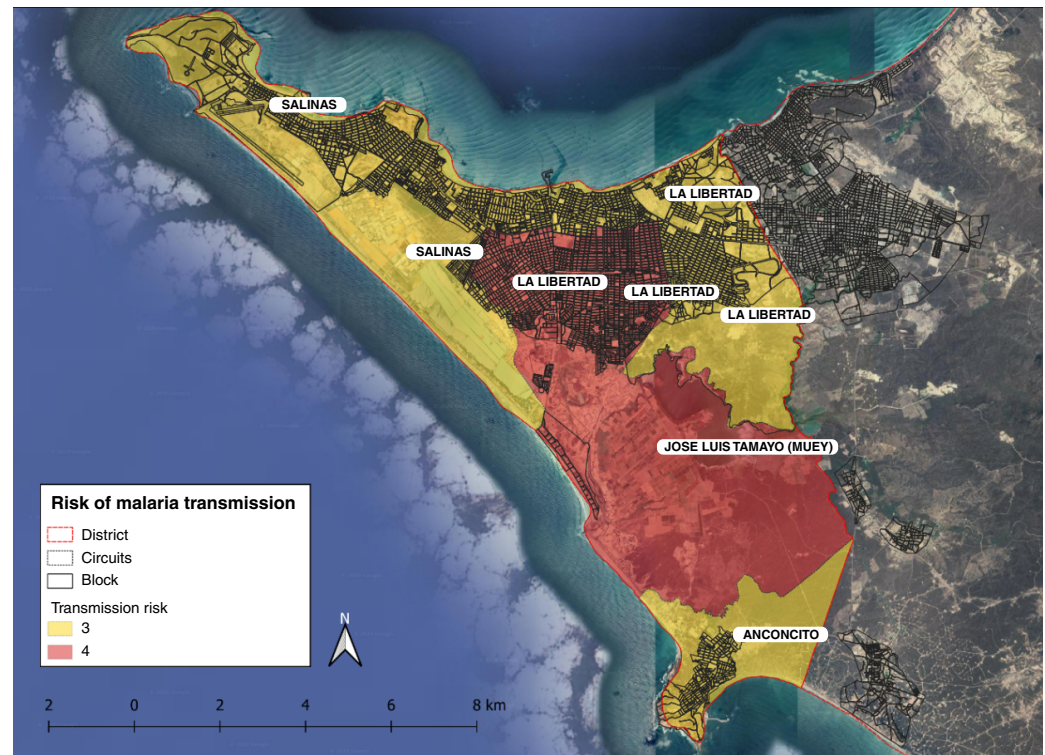 SALINAS
LA LIBERTAD
SALINAS
LA LIBERTAD
LA LIBERTAD
LA LIBERTAD
JOSE LUIS TAMAYO (MUEY)
ANCONCITO
Risk of malaria transmission
District
Circuits
Block
Transmission risk
3
4
N
2 0 2 4 6 8 km